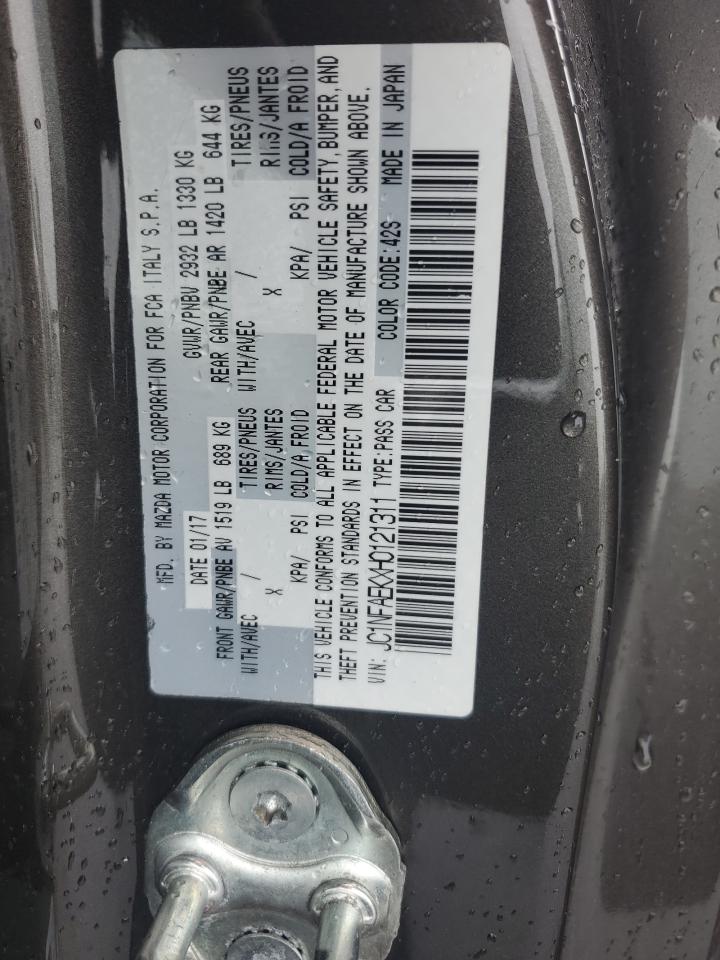 MFD. BY MAZDA MOTOR CORPORATION FOR FCA ITALY S.P.A.
DATE 01/17 GVWR/PNBV 2932 LB 1330 KG
FRONT GAWR/PNBE AV 1519 LB 689 KG REAR GAWR/PNBE AR 1420 LB 644 KG
WITH/AVEC / TIRES/PNEUS WITH/AVEC / TIRES/PNEUS
X RIMS/JANTES X RIMS/JANTES
KPA/ PSI COLD/A FROID KPA/ PSI COLD/A FROID
THIS VEHICLE CONFORMS TO ALL APPLICABLE FEDERAL MOTOR VEHICLE SAFETY, BUMPER, AND
THEFT PREVENTION STANDARDS IN EFFECT ON THE DATE OF MANUFACTURE SHOWN ABOVE.
VIN: JC1NFAEKXH0121311 TYPE:PASS CAR COLOR CODE:42S MADE IN JAPAN